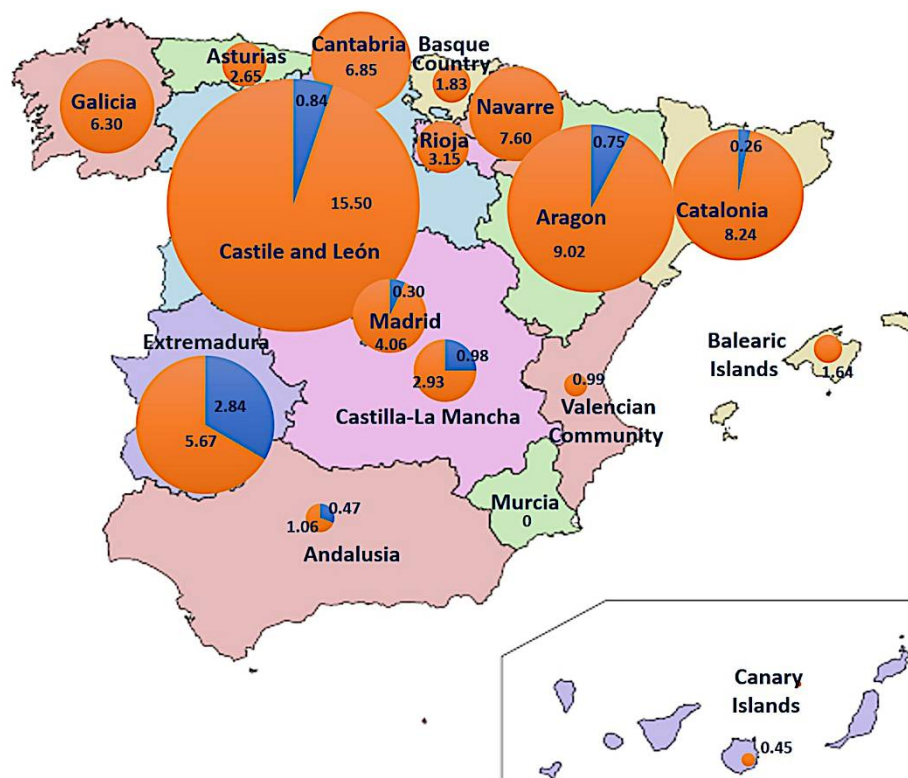 Cantabria
6.85
Asturias
2.65
Basque
Country
1.83
Galicia
6.30
Navarre
7.60
0.84
Rioja
3.15
0.75
0.26
15.50
Aragon
9.02
Catalonia
8.24
Castile and León
0.30
Madrid
4.06
Extremadura
2.84
5.67
0.98
2.93
Castilla-La Mancha
0.99
Valencian
Community
Balearic
Islands
1.64
Murcia
0
0.47
1.06
Andalusia
Canary
Islands
0.45